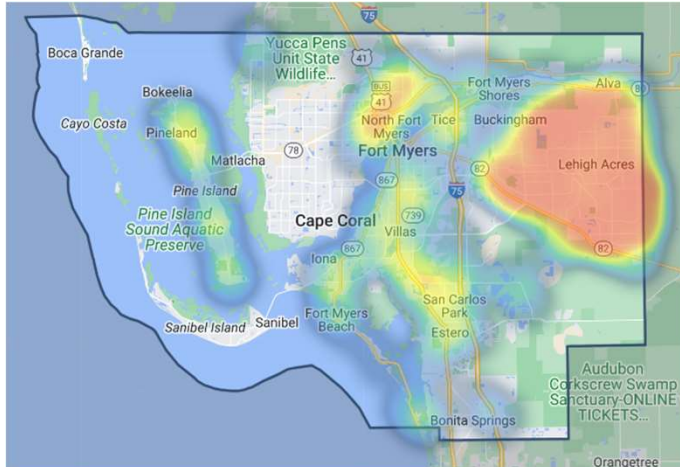 75
Yucca Pens
Unit State
Wildlife...
41
Boca Grande
Bokeelia
BUS
41
Fort Myers
Shores
Alva
80
Cayo Costa
Pineland
North Fort
Myers
Tice
Buckingham
78
Fort Myers
Matlacha
82
Lehigh Acres
867
75
Pine Island
Pine Island
Sound Aquatic
Preserve
Cape Coral
739
Villas
867
82
Iona
San Carlos
Park
Sanibel Island
Sanibel
Fort Myers
Beach
Estero
Audubon
Corkscrew Swamp
Sanctuary-ONLINE
TICKETS...
Bonita Springs
Orangetree